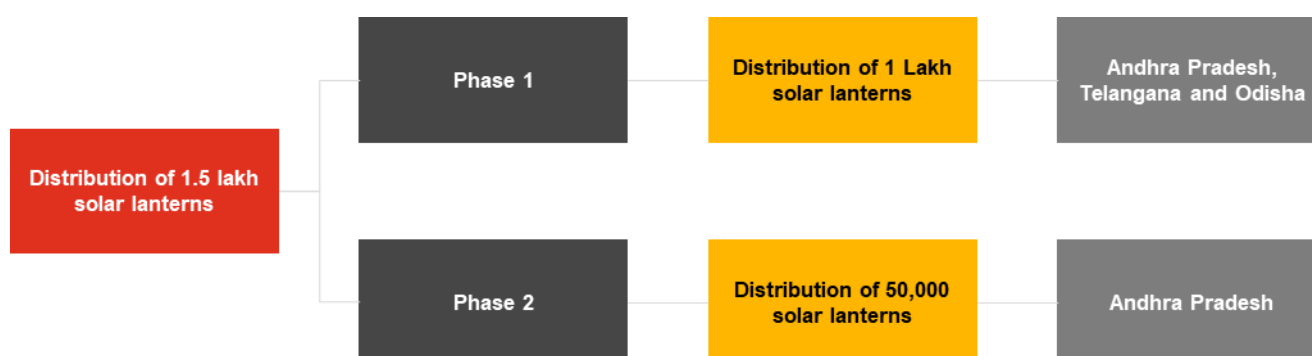 Distribution of 1.5 lakh
solar lanterns
Phase 1
Distribution of 1 Lakh
solar lanterns
Andhra Pradesh,
Telangana and Odisha
Phase 2
Distribution of 50,000
solar lanterns
Andhra Pradesh